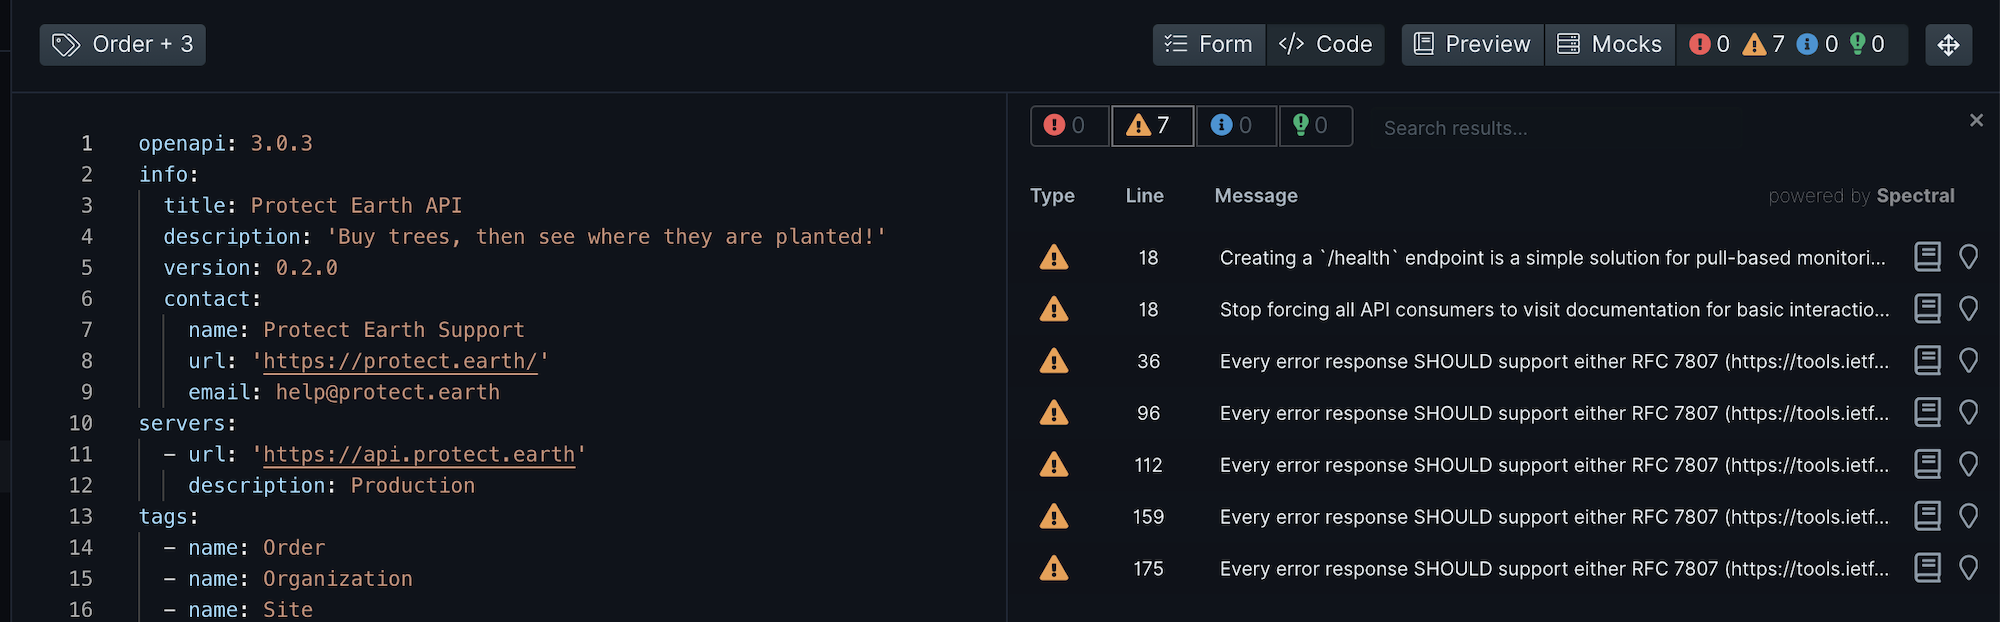 Order + 3 Form </> Code Preview Mocks 0 7 0 0
1 openapi: 3.0.3
2 info:
3 title: Protect Earth API
4 description: 'Buy trees, then see where they are planted!'
5 version: 0.2.0
6 contact:
7 name: Protect Earth Support
8 url: 'https://protect.earth/'
9 email: help@protect.earth
10 servers:
11 - url: 'https://api.protect.earth'
12 description: Production
13 tags:
14 - name: Order
15 - name: Organization
16 - name: Site
0 7 0 0 Search results...
Type Line Message powered by Spectral
18 Creating a `/health` endpoint is a simple solution for pull-based monitori...
18 Stop forcing all API consumers to visit documentation for basic interactio...
36 Every error response SHOULD support either RFC 7807 (https://tools.ietf...
96 Every error response SHOULD support either RFC 7807 (https://tools.ietf...
112 Every error response SHOULD support either RFC 7807 (https://tools.ietf...
159 Every error response SHOULD support either RFC 7807 (https://tools.ietf...
175 Every error response SHOULD support either RFC 7807 (https://tools.ietf...